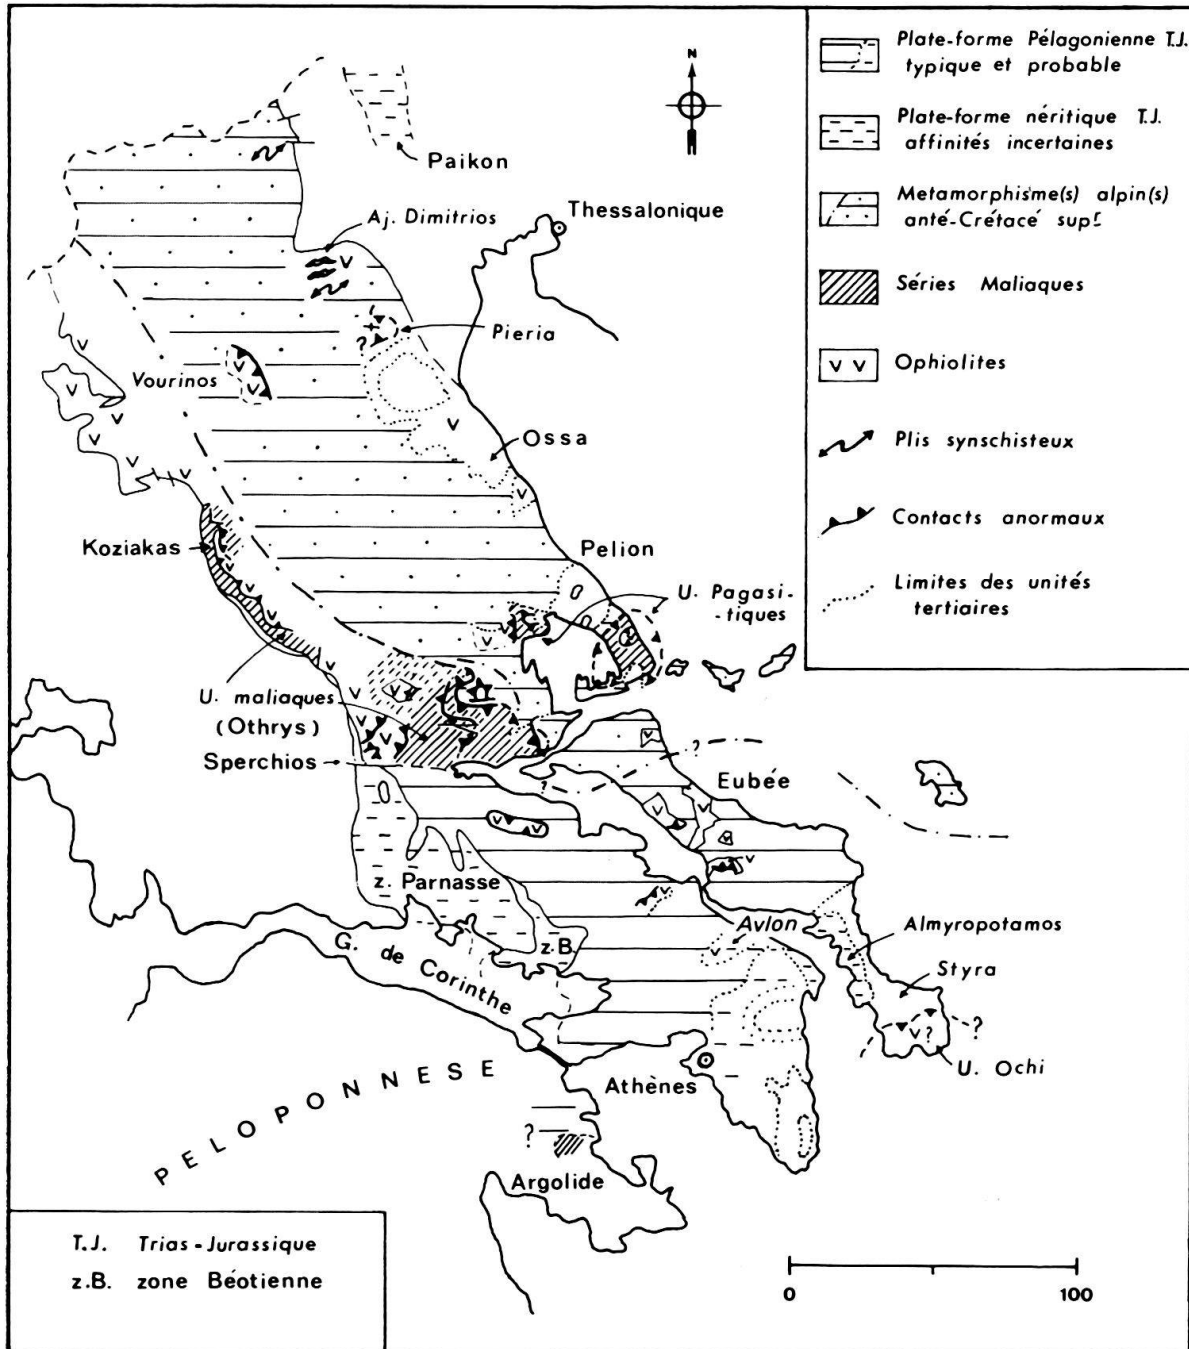 Plate-forme Pélagonienne T.J.
typique et probable
Plate-forme néritique T.J.
affinités incertaines
Metamorphisme(s) alpin(s)
anté-Crétacé supr.
Séries Maliaques
v v Ophiolites
Plis synschisteux
Contacts anormaux
Limites des unités
tertiaires
N
Paikon
Aj. Dimitrios
Thessalonique
Pieria
?
Vourinos
Ossa
Koziakas
Pelion
U. Pagasi-
-tiques
U. maliaques
(Othrys)
Sperchios
?
?
Eubée
z. Parnasse
z.B.
Avlon
Almyropotamos
Styra
G. de Corinthe
?
?
U. Ochi
Athènes
PELOPONNESE
?
Argolide
T.J. Trias-Jurassique
z.B. zone Béotienne
0 100